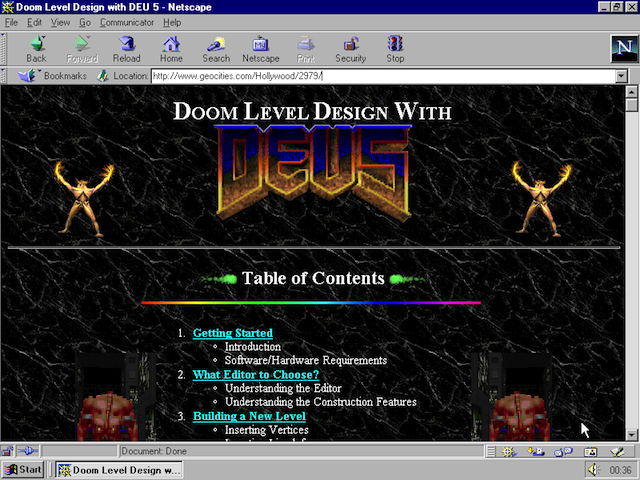 Doom Level Design with DEU 5 - Netscape
File Edit View Go Communicator Help
Back Forward Reload Home Search Netscape Print Security Stop
Bookmarks Location: http://www.geocities.com/Hollywood/2979/
DOOM LEVEL DESIGN WITH
DEU5
Table of Contents
1. Getting Started
Introduction
Software/Hardware Requirements
2. What Editor to Choose?
Understanding the Editor
Understanding the Construction Features
3. Building a New Level
Inserting Vertices
Document: Done
Start Doom Level Design w... 00:36